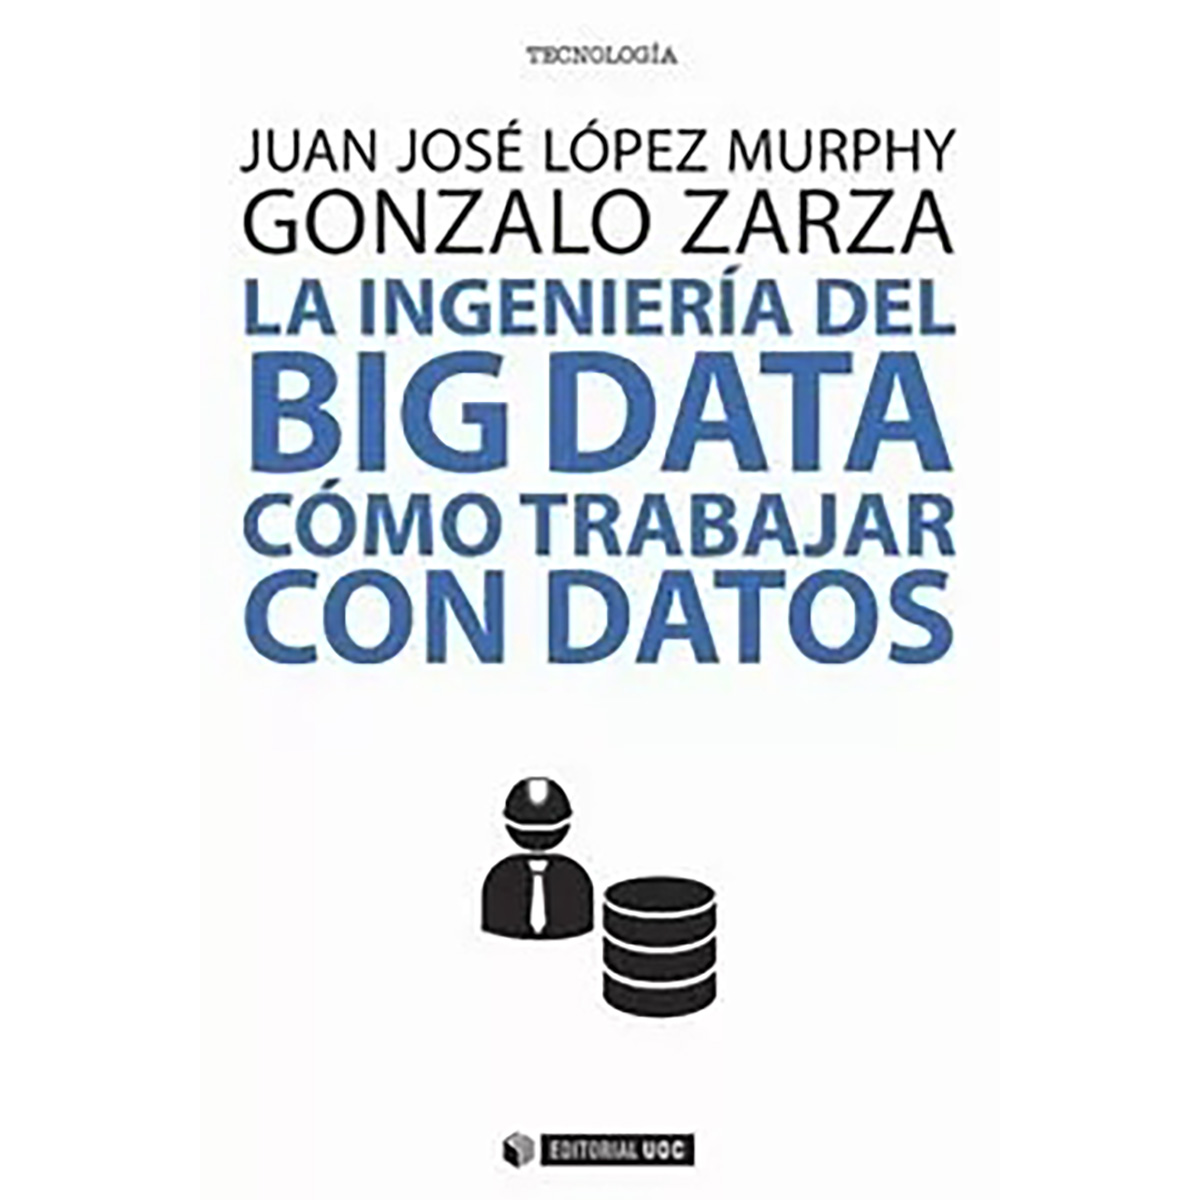 TECNOLOGÍA
JUAN JOSÉ LÓPEZ MURPHY
GONZALO ZARZA
LA INGENIERÍA DEL
BIG DATA
CÓMO TRABAJAR
CON DATOS
EDITORIAL UOC